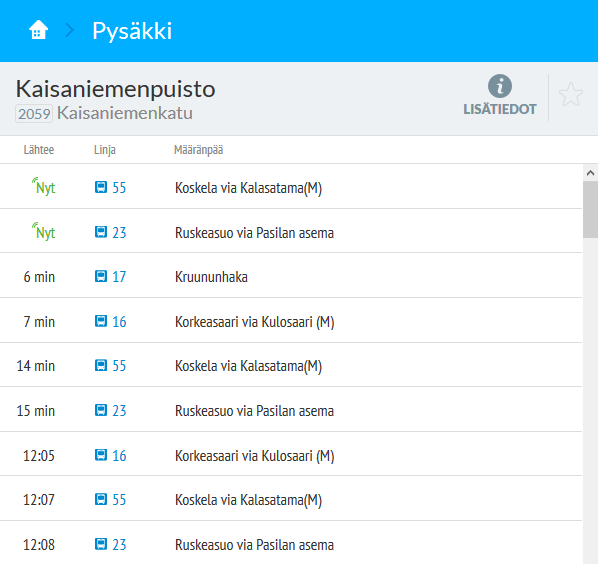 Pysäkki
Kaisaniemenpuisto
2059 Kaisaniemenkatu
LISÄTIEDOT
Lähtee Linja Määränpää
Nyt 55 Koskela via Kalasatama(M)
Nyt 23 Ruskeasuo via Pasilan asema
6 min 17 Kruununhaka
7 min 16 Korkeasaari via Kulosaari (M)
14 min 55 Koskela via Kalasatama(M)
15 min 23 Ruskeasuo via Pasilan asema
12:05 16 Korkeasaari via Kulosaari (M)
12:07 55 Koskela via Kalasatama(M)
12:08 23 Ruskeasuo via Pasilan asema